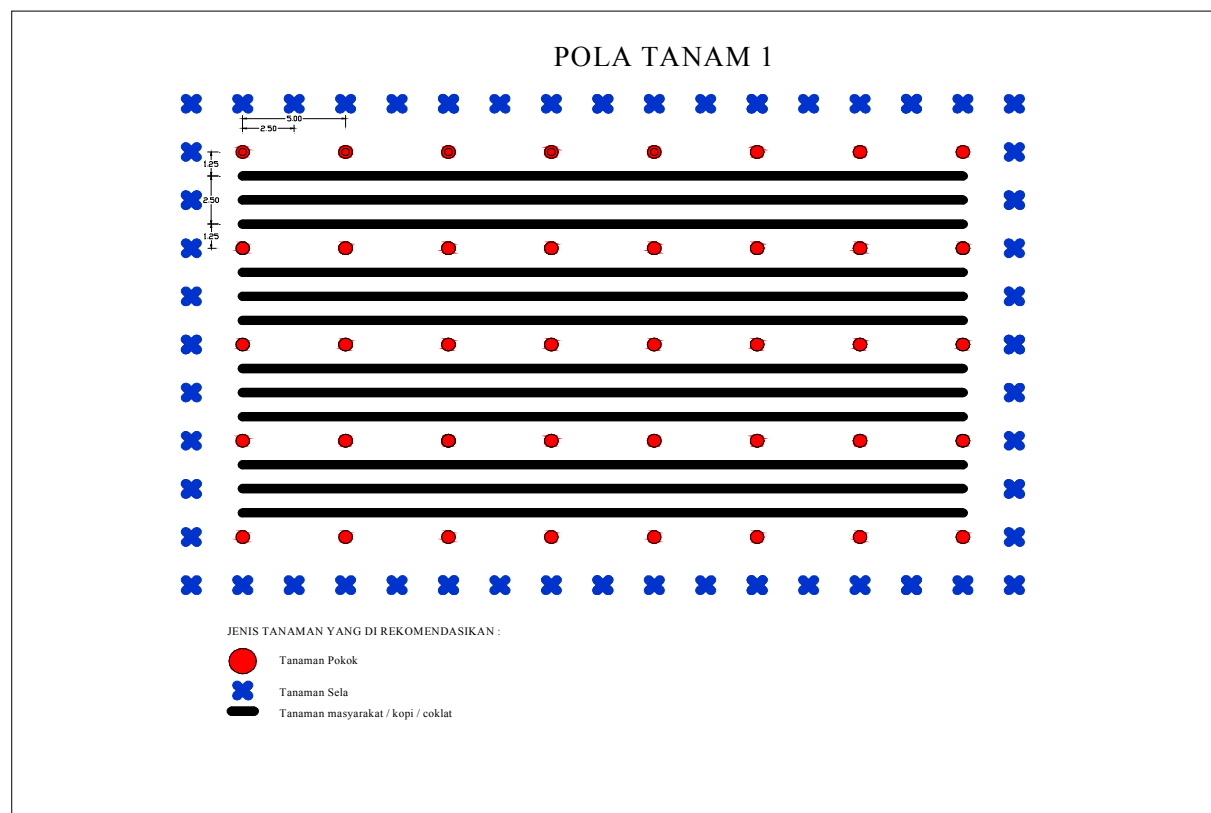 POLA TANAM 1
5.00
2.50
1.25
2.50
1.25
JENIS TANAMAN YANG DI REKOMENDASIKAN :
Tanaman Pokok
Tanaman Sela
Tanaman masyarakat / kopi / coklat